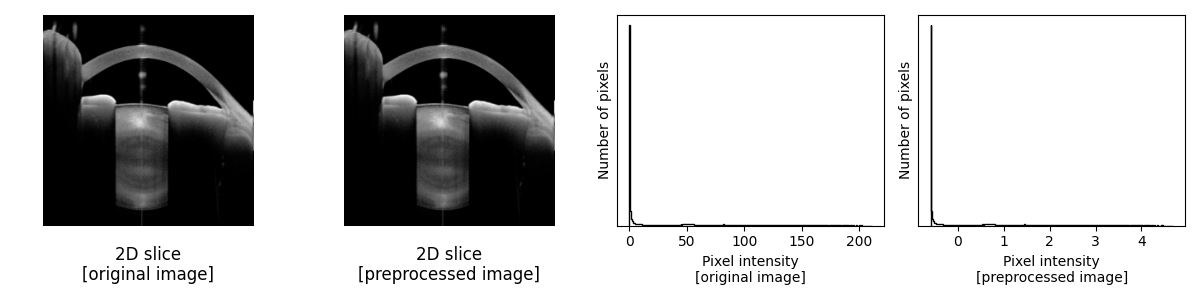 2D slice
[original image]
2D slice
[preprocessed image]
Number of pixels
0
50
100
150
200
Pixel intensity
[original image]
Number of pixels
0
1
2
3
4
Pixel intensity
[preprocessed image]